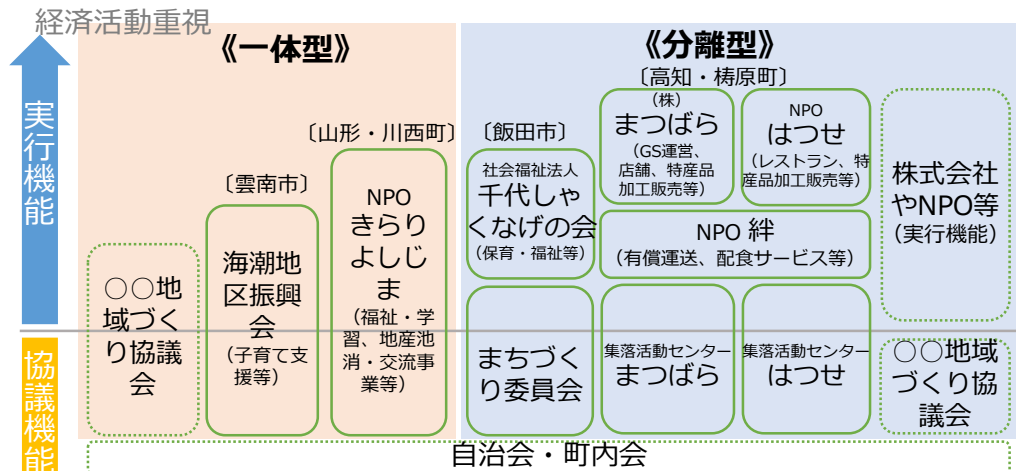 経済活動重視
実行機能
協議機能
《一体型》
○○地
域づく
り協議
会
〔雲南市〕
海潮地
区振興
会
(子育て支
援等)
〔山形・川西町〕
NPO
きらり
よしじ
ま
(福祉・学
習、地産池
消・交流事
業等)
《分離型》
〔飯田市〕
社会福祉法人
千代しゃ
くなげの会
(保育・福祉等)
まちづく
り委員会
〔高知・梼原町〕
(株)
まつばら
(GS運営、
店舗、特産品
加工販売等)
NPO
はつせ
(レストラン、特
産品加工販売等)
NPO 絆
(有償運送、配食サービス等)
集落活動センター
まつばら
集落活動センター
はつせ
株式会社
やNPO等
(実行機能)
○○地域
づくり協
議会
自治会・町内会